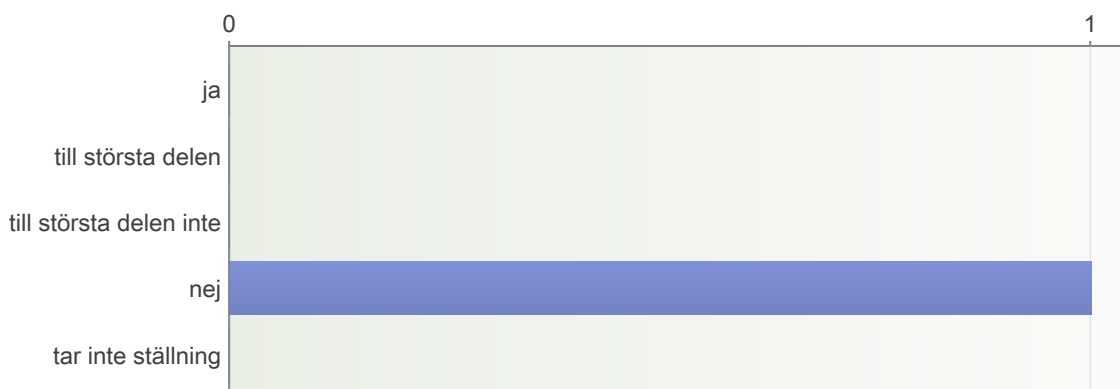 0 1
ja
till största delen
till största delen inte
nej
tar inte ställning